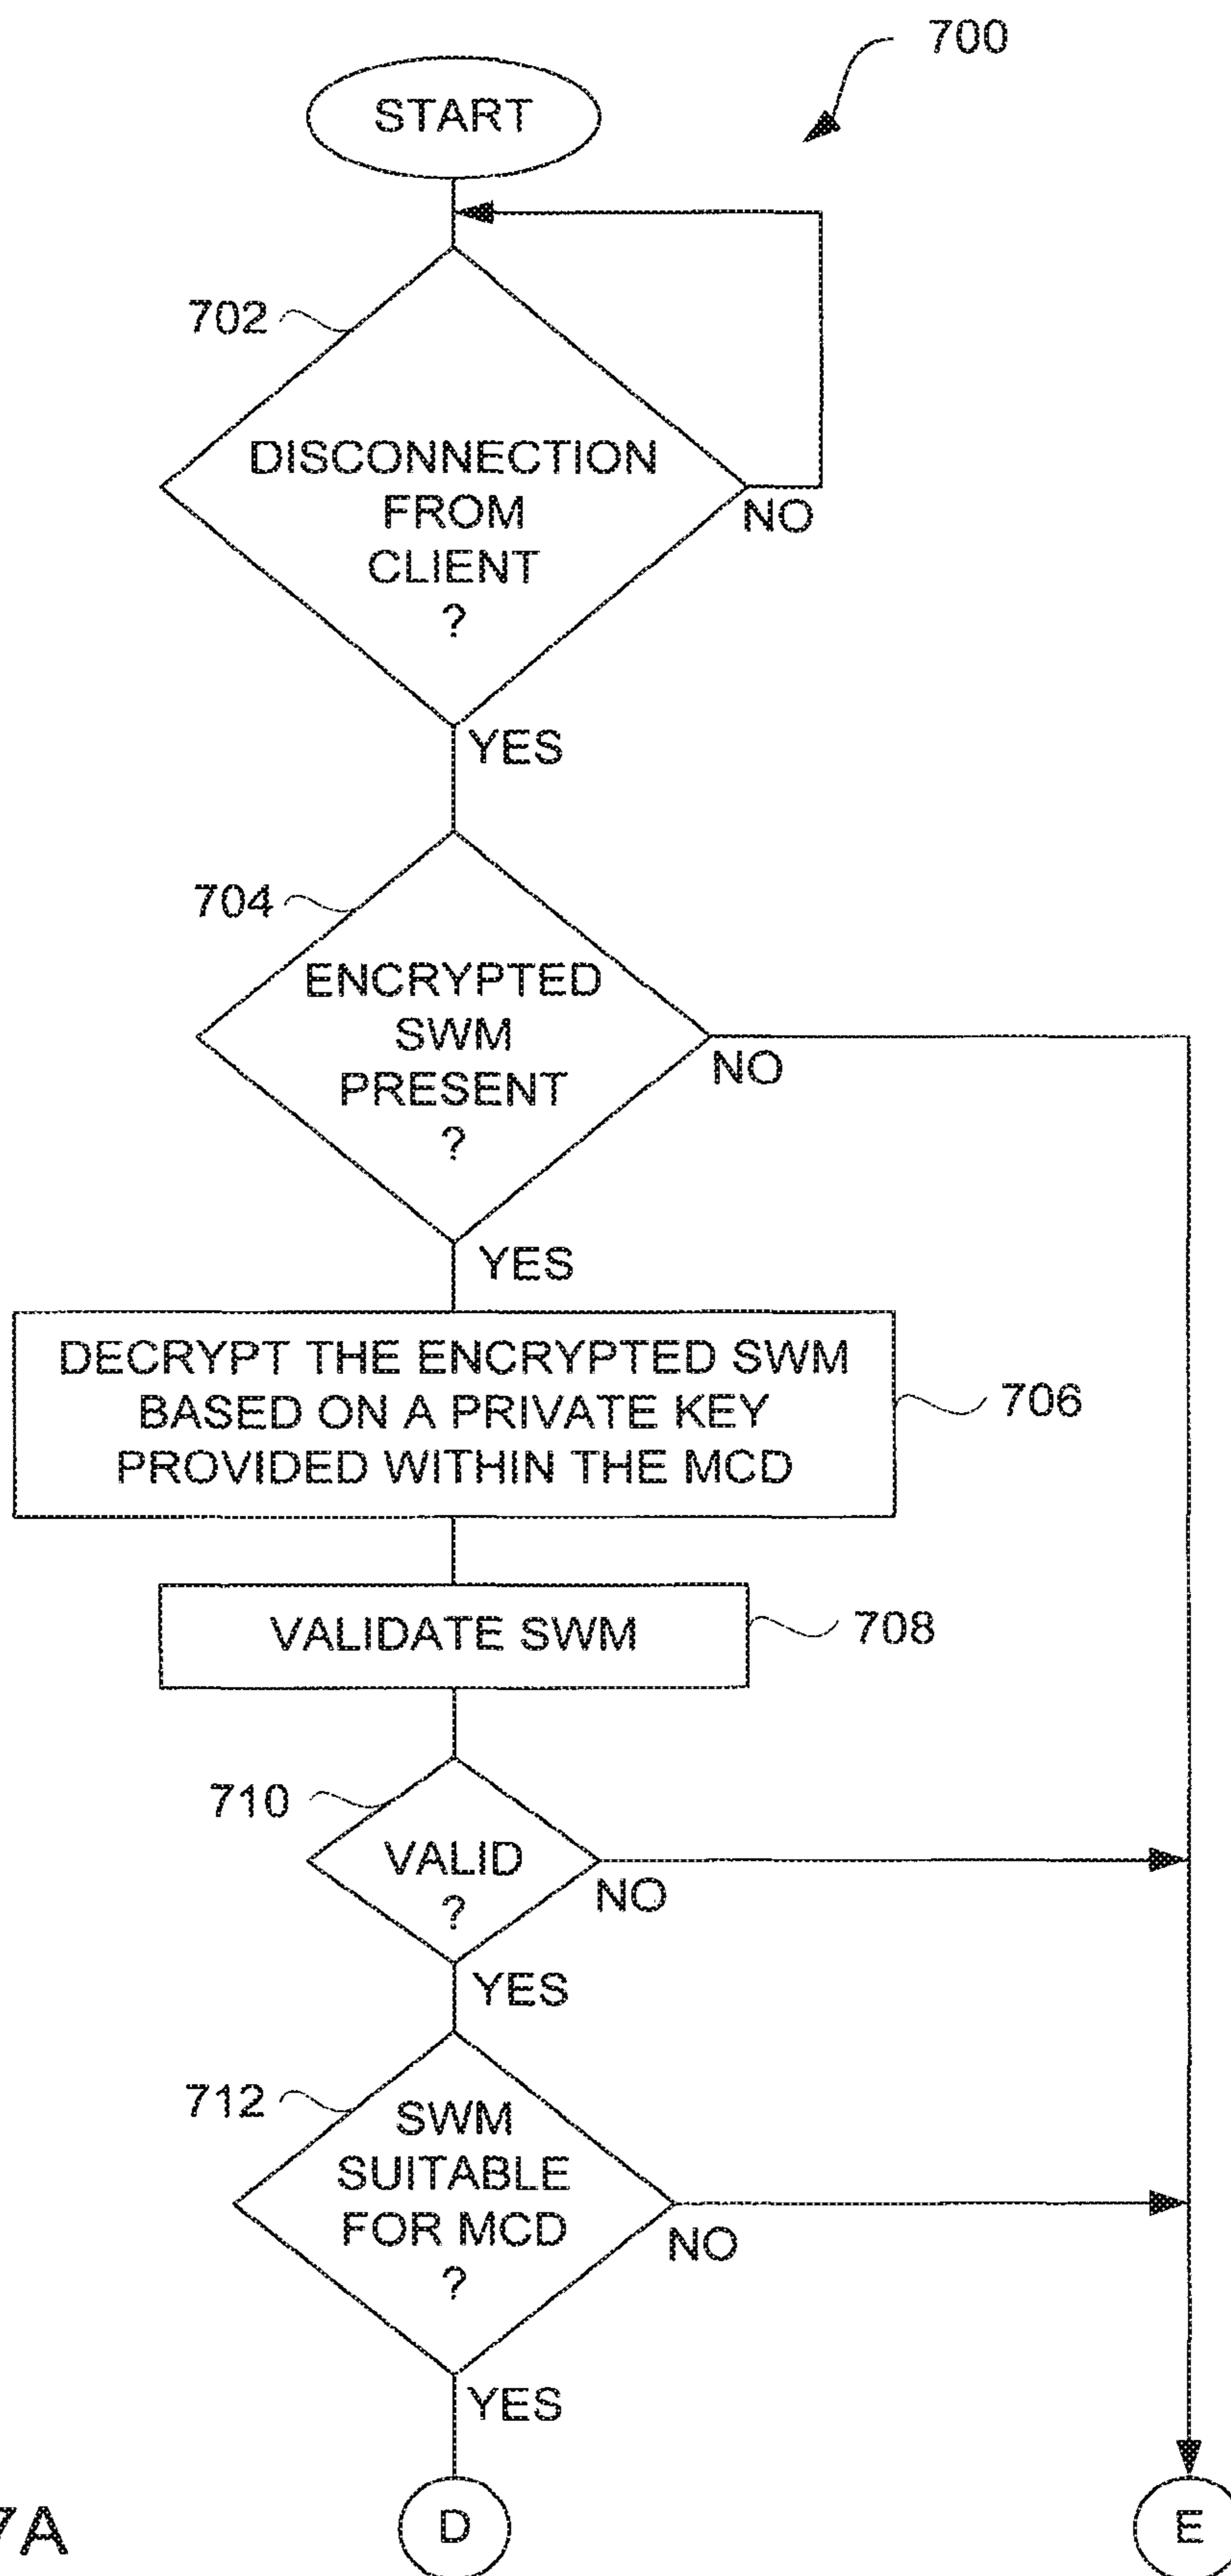 700
START
702
DISCONNECTION
FROM
CLIENT
?
NO
YES
704
ENCRYPTED
SWM
PRESENT
?
NO
YES
DECRYPT THE ENCRYPTED SWM
BASED ON A PRIVATE KEY
PROVIDED WITHIN THE MCD
706
VALIDATE SWM
708
710
VALID
?
NO
YES
712
SWM
SUITABLE
FOR MCD
?
NO
YES
D
E
7A